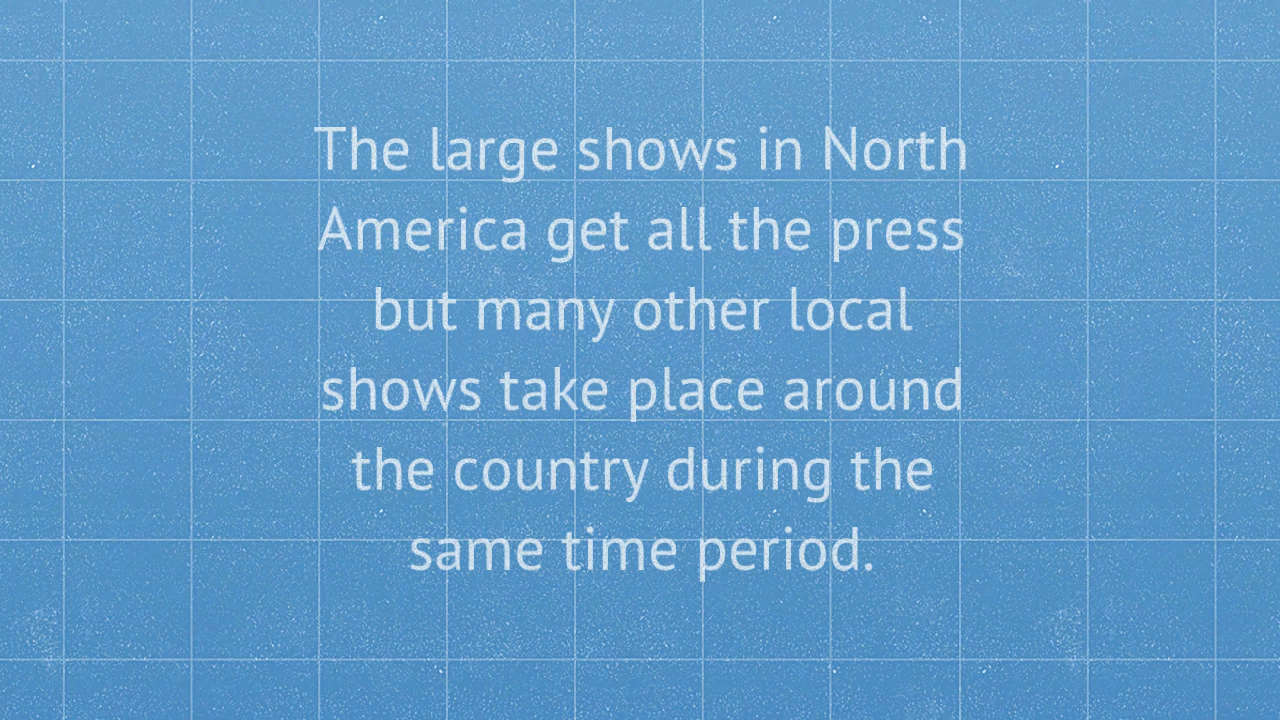 The large shows in North
America get all the press
but many other local
shows take place around
the country during the
same time period.